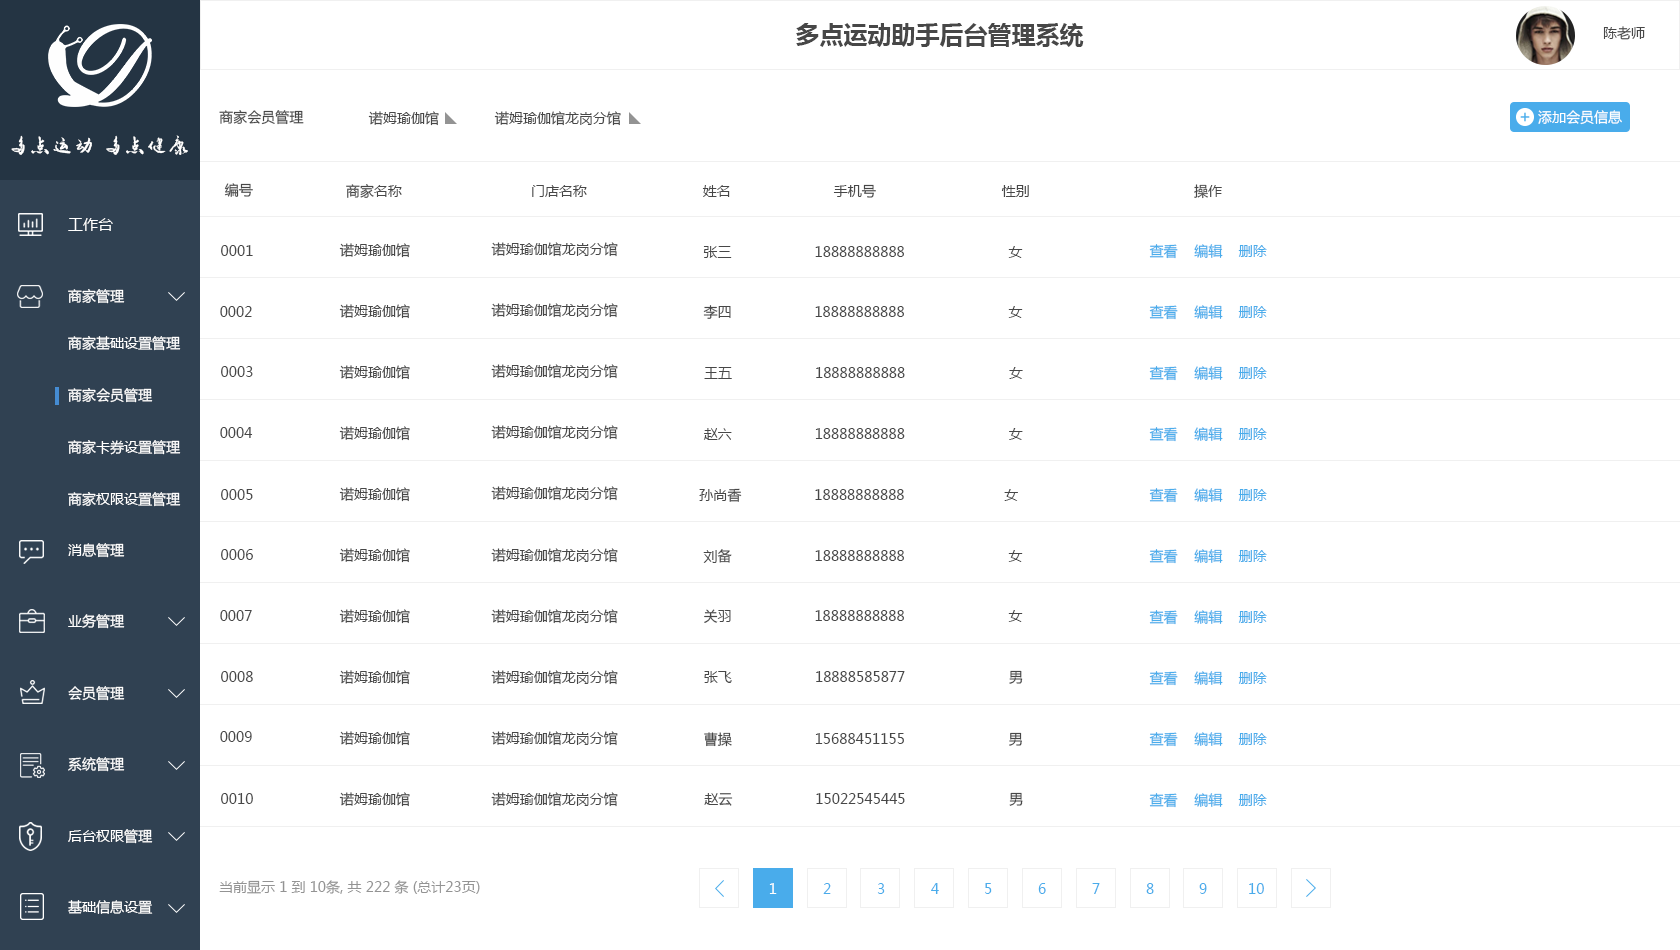 多点运动 多点健康
工作台
商家管理
商家基础设置管理
商家会员管理
商家卡券设置管理
商家权限设置管理
消息管理
业务管理
会员管理
系统管理
后台权限管理
基础信息设置
多点运动助手后台管理系统
陈老师
商家会员管理 诺姆瑜伽馆 诺姆瑜伽馆龙岗分馆 添加会员信息
编号 商家名称 门店名称 姓名 手机号 性别 操作
0001 诺姆瑜伽馆 诺姆瑜伽馆龙岗分馆 张三 18888888888 女 查看 编辑 删除
0002 诺姆瑜伽馆 诺姆瑜伽馆龙岗分馆 李四 18888888888 女 查看 编辑 删除
0003 诺姆瑜伽馆 诺姆瑜伽馆龙岗分馆 王五 18888888888 女 查看 编辑 删除
0004 诺姆瑜伽馆 诺姆瑜伽馆龙岗分馆 赵六 18888888888 女 查看 编辑 删除
0005 诺姆瑜伽馆 诺姆瑜伽馆龙岗分馆 孙尚香 18888888888 女 查看 编辑 删除
0006 诺姆瑜伽馆 诺姆瑜伽馆龙岗分馆 刘备 18888888888 女 查看 编辑 删除
0007 诺姆瑜伽馆 诺姆瑜伽馆龙岗分馆 关羽 18888888888 女 查看 编辑 删除
0008 诺姆瑜伽馆 诺姆瑜伽馆龙岗分馆 张飞 18888585877 男 查看 编辑 删除
0009 诺姆瑜伽馆 诺姆瑜伽馆龙岗分馆 曹操 15688451155 男 查看 编辑 删除
0010 诺姆瑜伽馆 诺姆瑜伽馆龙岗分馆 赵云 15022545445 男 查看 编辑 删除
当前显示 1 到 10条, 共 222 条 (总计23页) 1 2 3 4 5 6 7 8 9 10